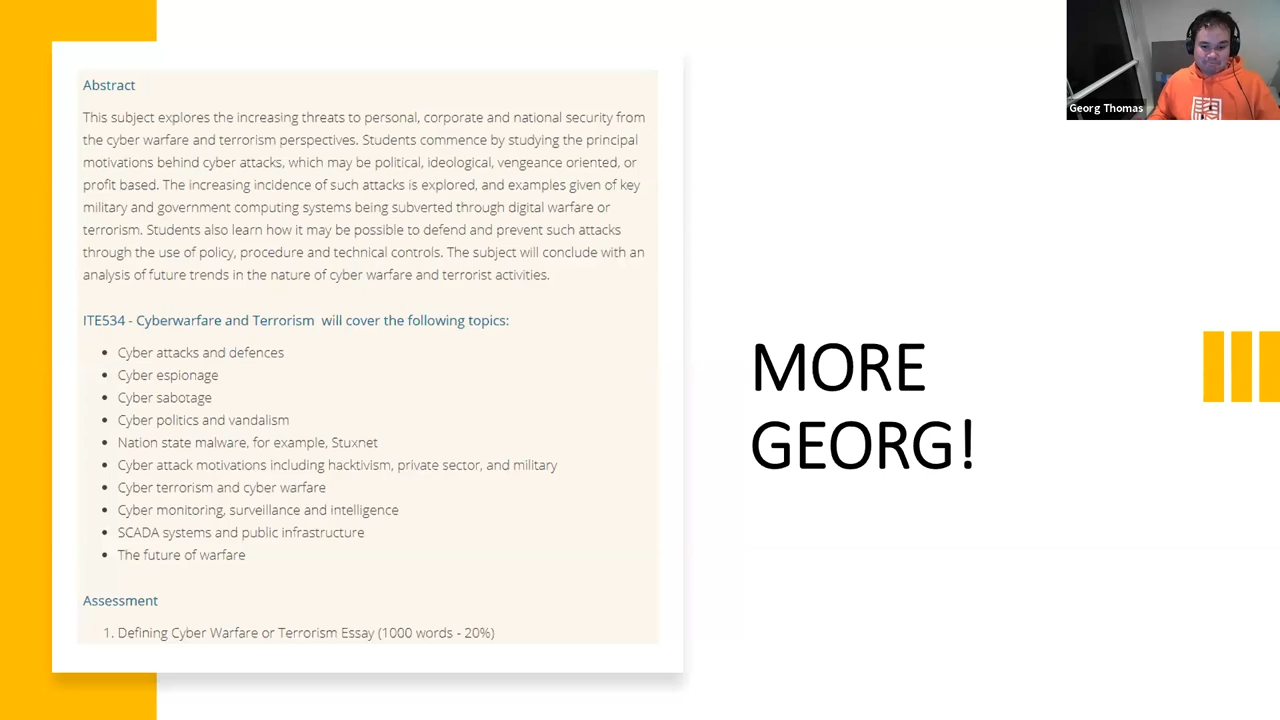 Abstract
This subject explores the increasing threats to personal, corporate and national security from
the cyber warfare and terrorism perspectives. Students commence by studying the principal
motivations behind cyber attacks, which may be political, ideological, vengeance oriented, or
profit based. The increasing incidence of such attacks is explored, and examples given of key
military and government computing systems being subverted through digital warfare or
terrorism. Students also learn how it may be possible to defend and prevent such attacks
through the use of policy, procedure and technical controls. The subject will conclude with an
analysis of future trends in the nature of cyber warfare and terrorist activities.
ITE534 - Cyberwarfare and Terrorism will cover the following topics:
• Cyber attacks and defences
• Cyber espionage
• Cyber sabotage
• Cyber politics and vandalism
• Nation state malware, for example, Stuxnet
• Cyber attack motivations including hacktivism, private sector, and military
• Cyber terrorism and cyber warfare
• Cyber monitoring, surveillance and intelligence
• SCADA systems and public infrastructure
• The future of warfare
Assessment
1. Defining Cyber Warfare or Terrorism Essay (1000 words - 20%)
MORE
GEORG!
Georg Thomas